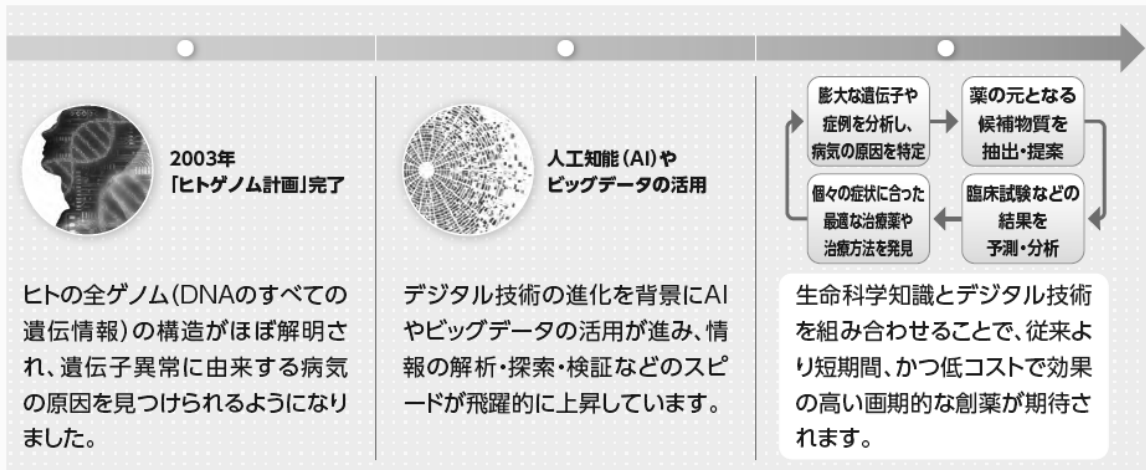 2003年
「ヒトゲノム計画」完了
ヒトの全ゲノム(DNAのすべての
遺伝情報)の構造がほぼ解明さ
れ、遺伝子異常に由来する病気
の原因を見つけられるようになり
ました。
人工知能(AI)や
ビッグデータの活用
デジタル技術の進化を背景にAI
やビッグデータの活用が進み、情
報の解析・探索・検証などのスピ
ードが飛躍的に上昇しています。
膨大な遺伝子や
症例を分析し、
病気の原因を特定
薬の元となる
候補物質を
抽出・提案
臨床試験などの
結果を
予測・分析
個々の症状に合った
最適な治療薬や
治療方法を発見
生命科学知識とデジタル技術
を組み合わせることで、従来
より短期間、かつ低コストで効果
の高い画期的な創薬が期待さ
れます。